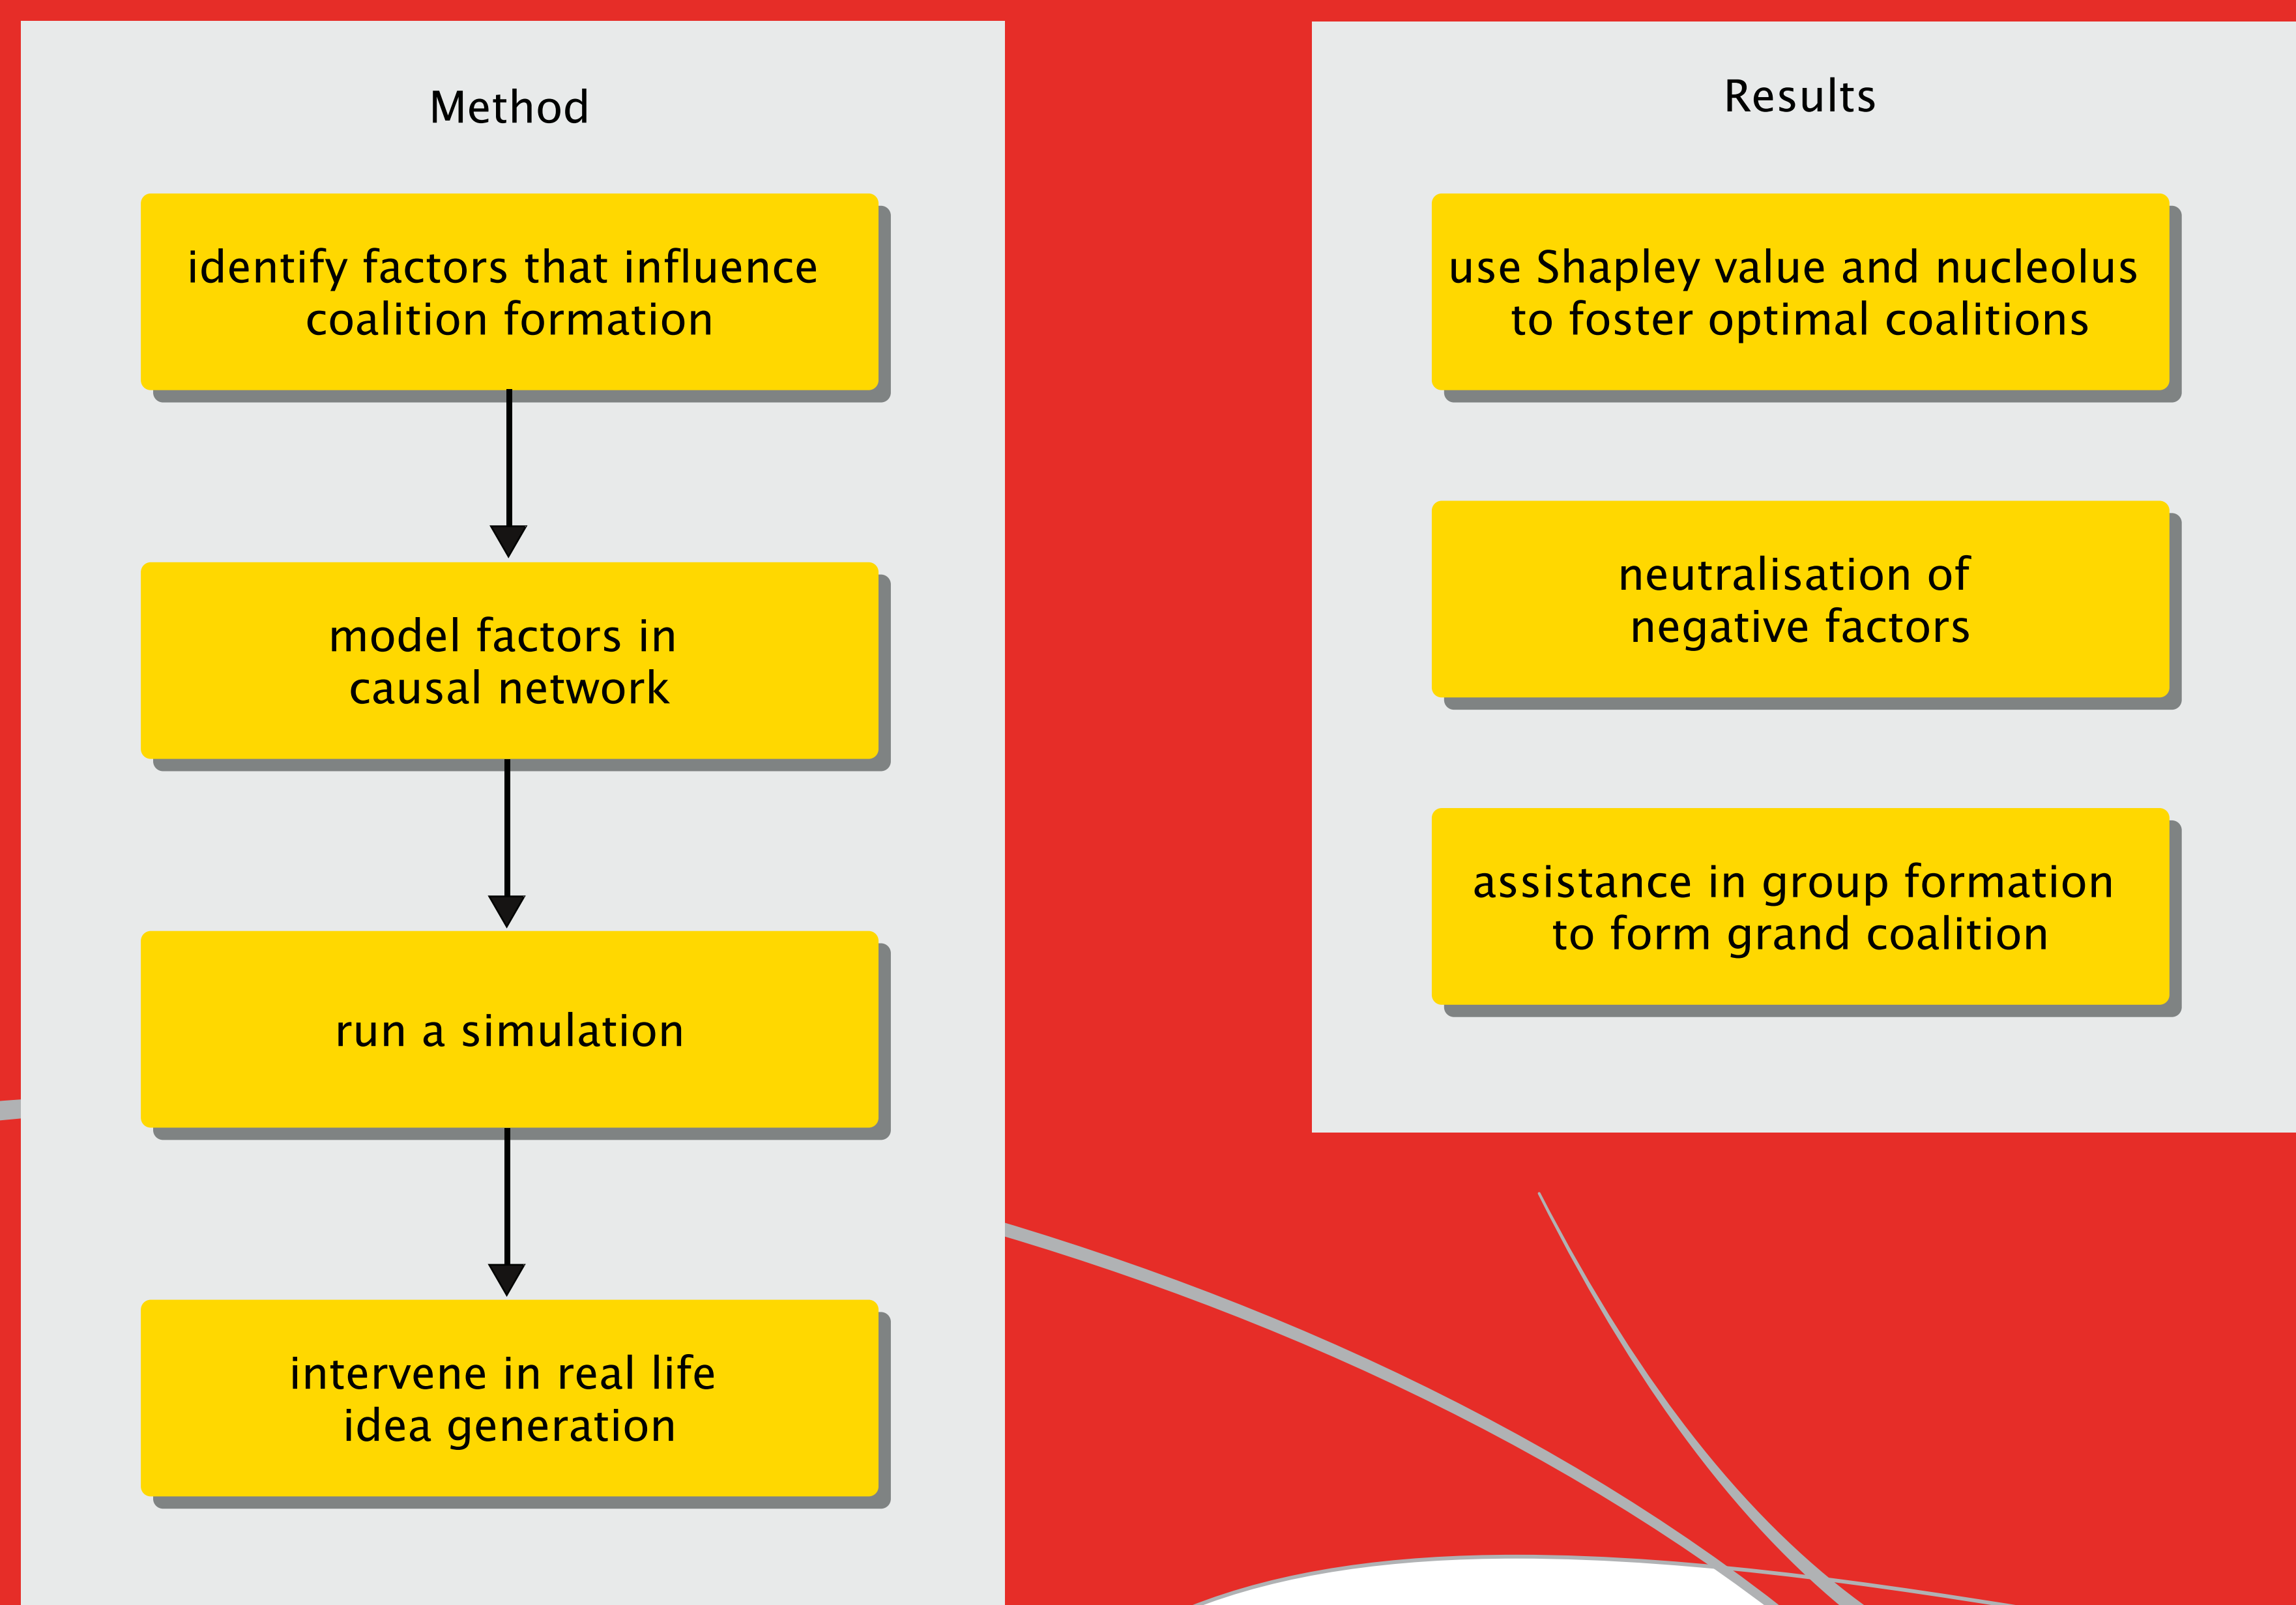 Method
identify factors that influence
coalition formation
model factors in
causal network
run a simulation
intervene in real life
idea generation
Results
use Shapley value and nucleolus
to foster optimal coalitions
neutralisation of
negative factors
assistance in group formation
to form grand coalition